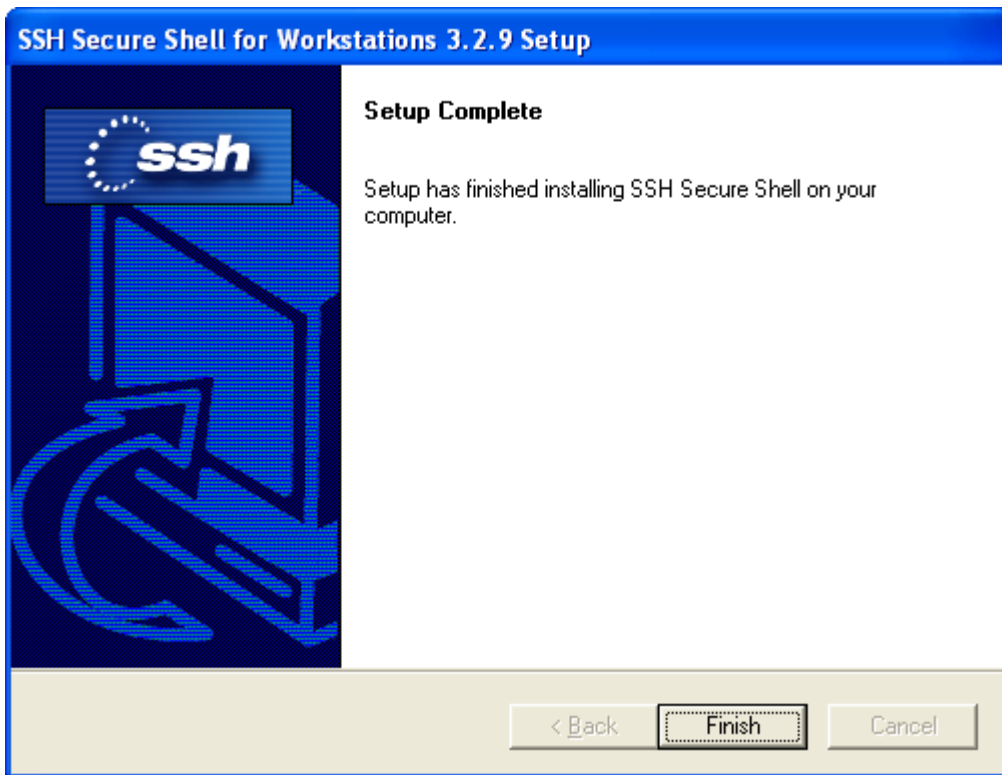 SSH Secure Shell for Workstations 3.2.9 Setup
ssh
Setup Complete
Setup has finished installing SSH Secure Shell on your
computer.
< Back
Finish
Cancel